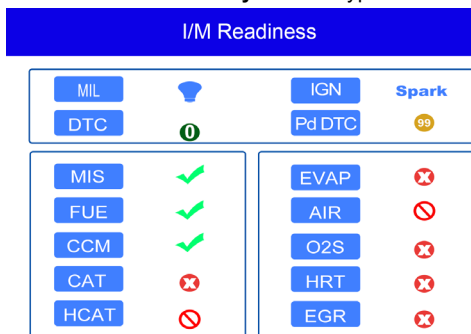 I/M Readiness
MIL IGN Spark
DTC 0 Pd DTC 99
MIS EVAP
FUE AIR
CCM O2S
CAT HRT
HCAT EGR